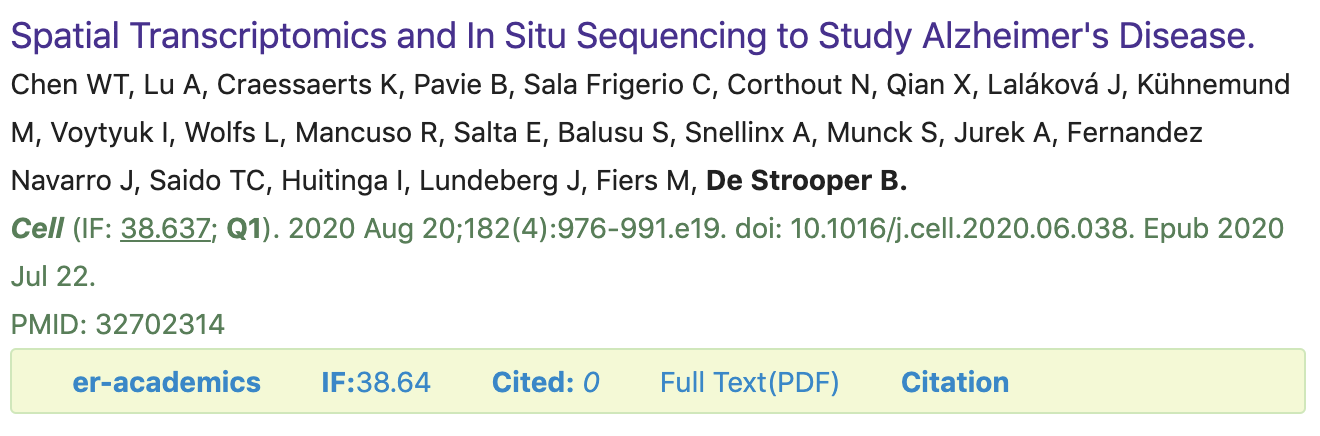 Spatial Transcriptomics and In Situ Sequencing to Study Alzheimer's Disease.
Chen WT, Lu A, Craessaerts K, Pavie B, Sala Frigerio C, Corthout N, Qian X, Laláková J, Kühnemund
M, Voytyuk I, Wolfs L, Mancuso R, Salta E, Balusu S, Snellinx A, Munck S, Jurek A, Fernandez
Navarro J, Saido TC, Huitinga I, Lundeberg J, Fiers M, De Strooper B.
Cell (IF: 38.637; Q1). 2020 Aug 20;182(4):976-991.e19. doi: 10.1016/j.cell.2020.06.038. Epub 2020
Jul 22.
PMID: 32702314
er-academics IF:38.64 Cited: 0 Full Text(PDF) Citation